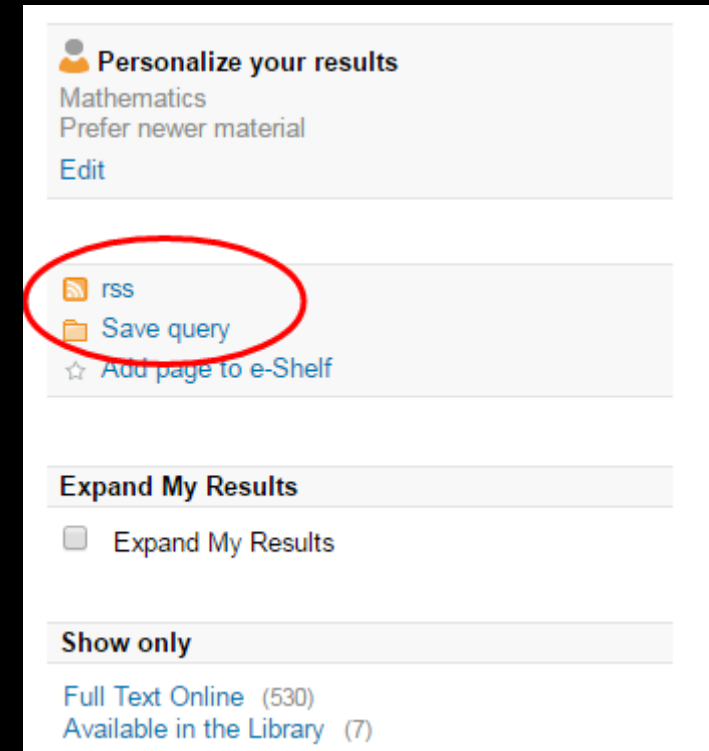 Personalize your results
Mathematics
Prefer newer material
Edit
rss
Save query
Add page to e-Shelf
Expand My Results
Expand My Results
Show only
Full Text Online (530)
Available in the Library (7)